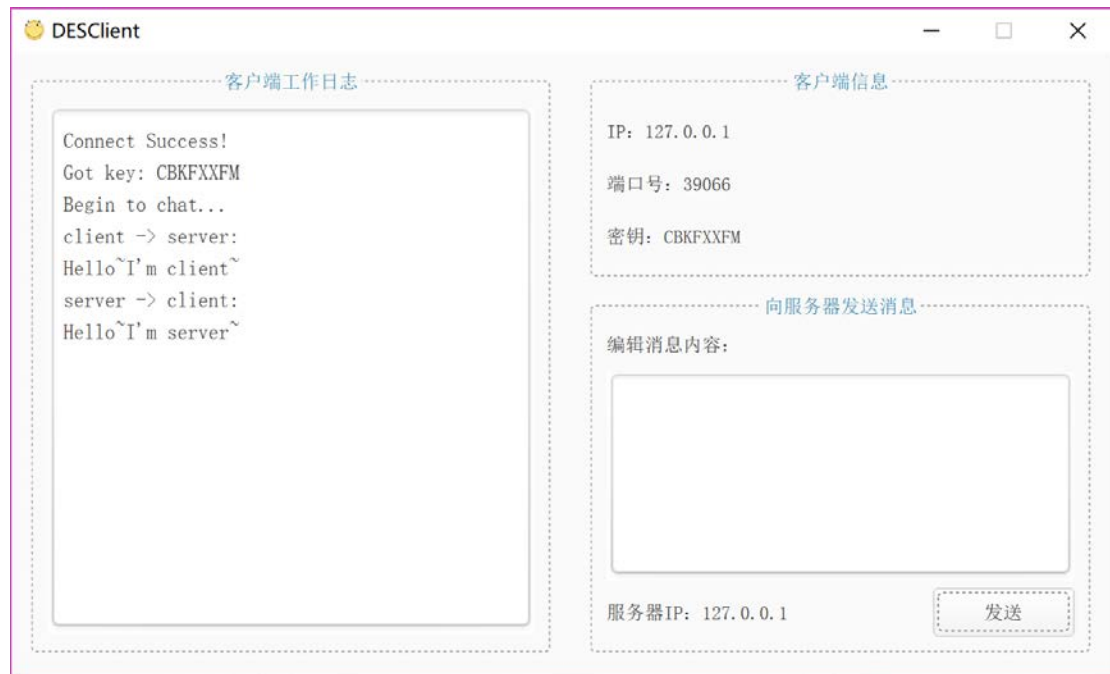 DESClient
客户端工作日志
Connect Success!
Got key: CBKFXXFM
Begin to chat...
client -> server:
Hello~I'm client~
server -> client:
Hello~I'm server~
客户端信息
IP: 127.0.0.1
端口号: 39066
密钥: CBKFXXFM
向服务器发送消息
编辑消息内容:
服务器IP: 127.0.0.1
发送